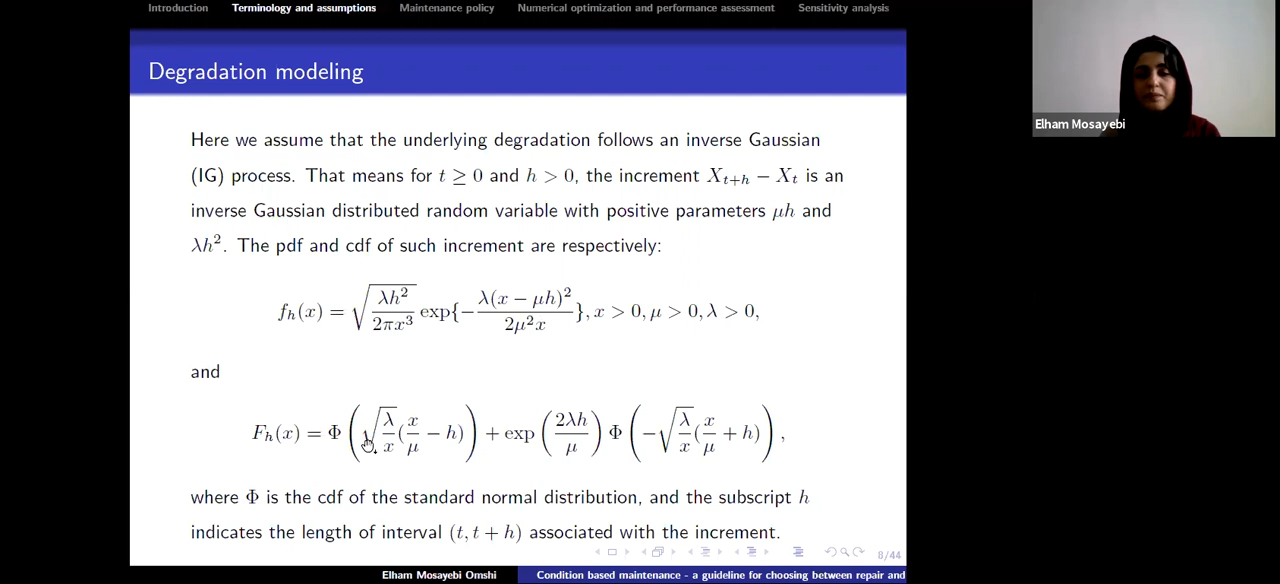 Introduction Terminology and assumptions Maintenance policy Numerical optimization and performance assessment Sensitivity analysis
Degradation modeling
Here we assume that the underlying degradation follows an inverse Gaussian
(IG) process. That means for t ≥ 0 and h > 0, the increment X_{t+h} − X_t is an
inverse Gaussian distributed random variable with positive parameters μh and
λh². The pdf and cdf of such increment are respectively:
f_h(x) = √(λh²/2πx³) exp{−λ(x − μh)²/2μ²x}, x > 0, μ > 0, λ > 0,
and
F_h(x) = Φ(√(λ/x)(x/μ − h)) + exp(2λh/μ) Φ(−√(λ/x)(x/μ + h)),
where Φ is the cdf of the standard normal distribution, and the subscript h
indicates the length of interval (t, t + h) associated with the increment.
8/44
Elham Mosayebi Omshi Condition based maintenance - a guideline for choosing between repair and
Elham Mosayebi